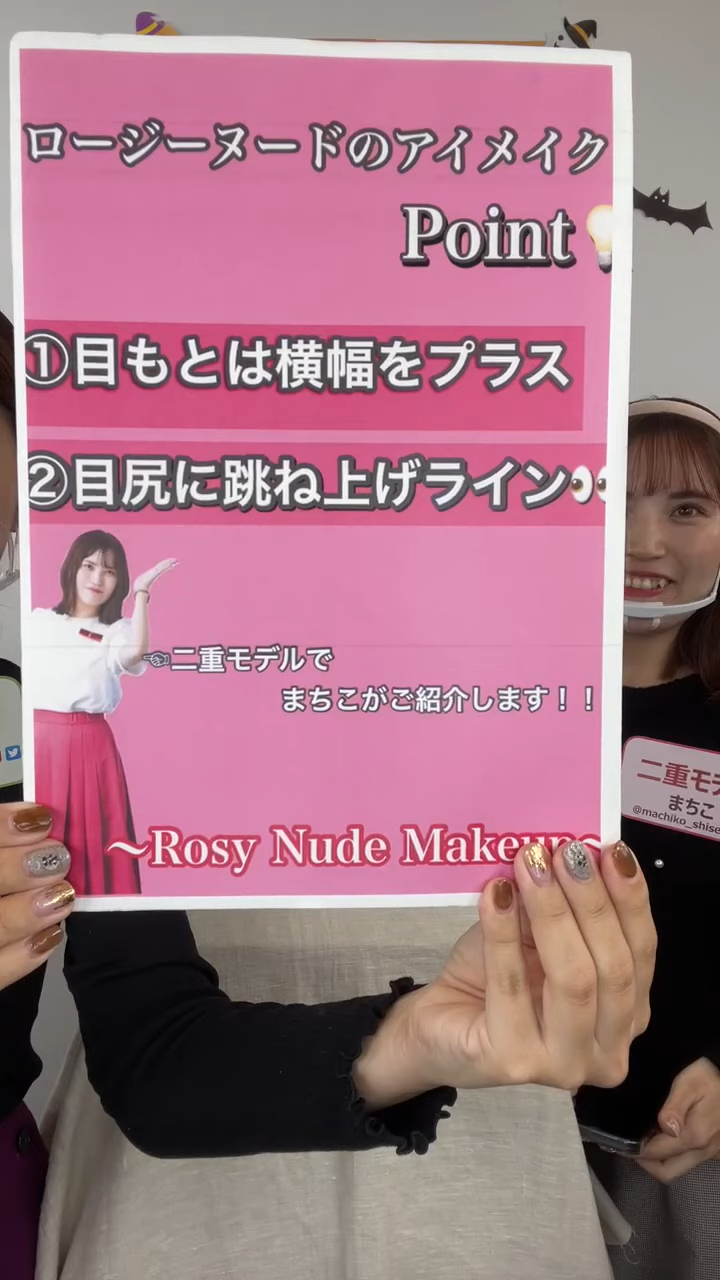 ロージーヌードのアイメイク
Point
①目もとは横幅をプラス
②目尻に跳ね上げライン
二重モデルで
まちこがご紹介します！！
～Rosy Nude Makeup～
二重モデ
まちこ
@machiko_shise